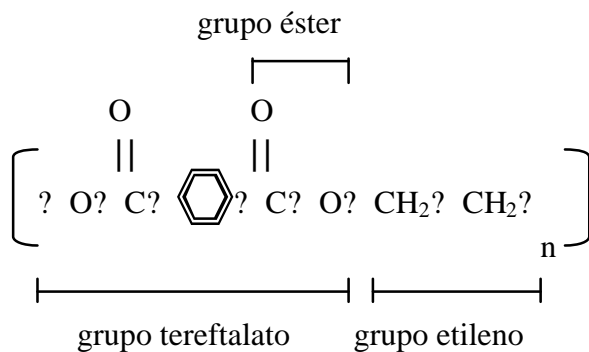 grupo éster
O O
|| ||
? O? C? ? C? O? CH₂? CH₂?
n
grupo tereftalato grupo etileno